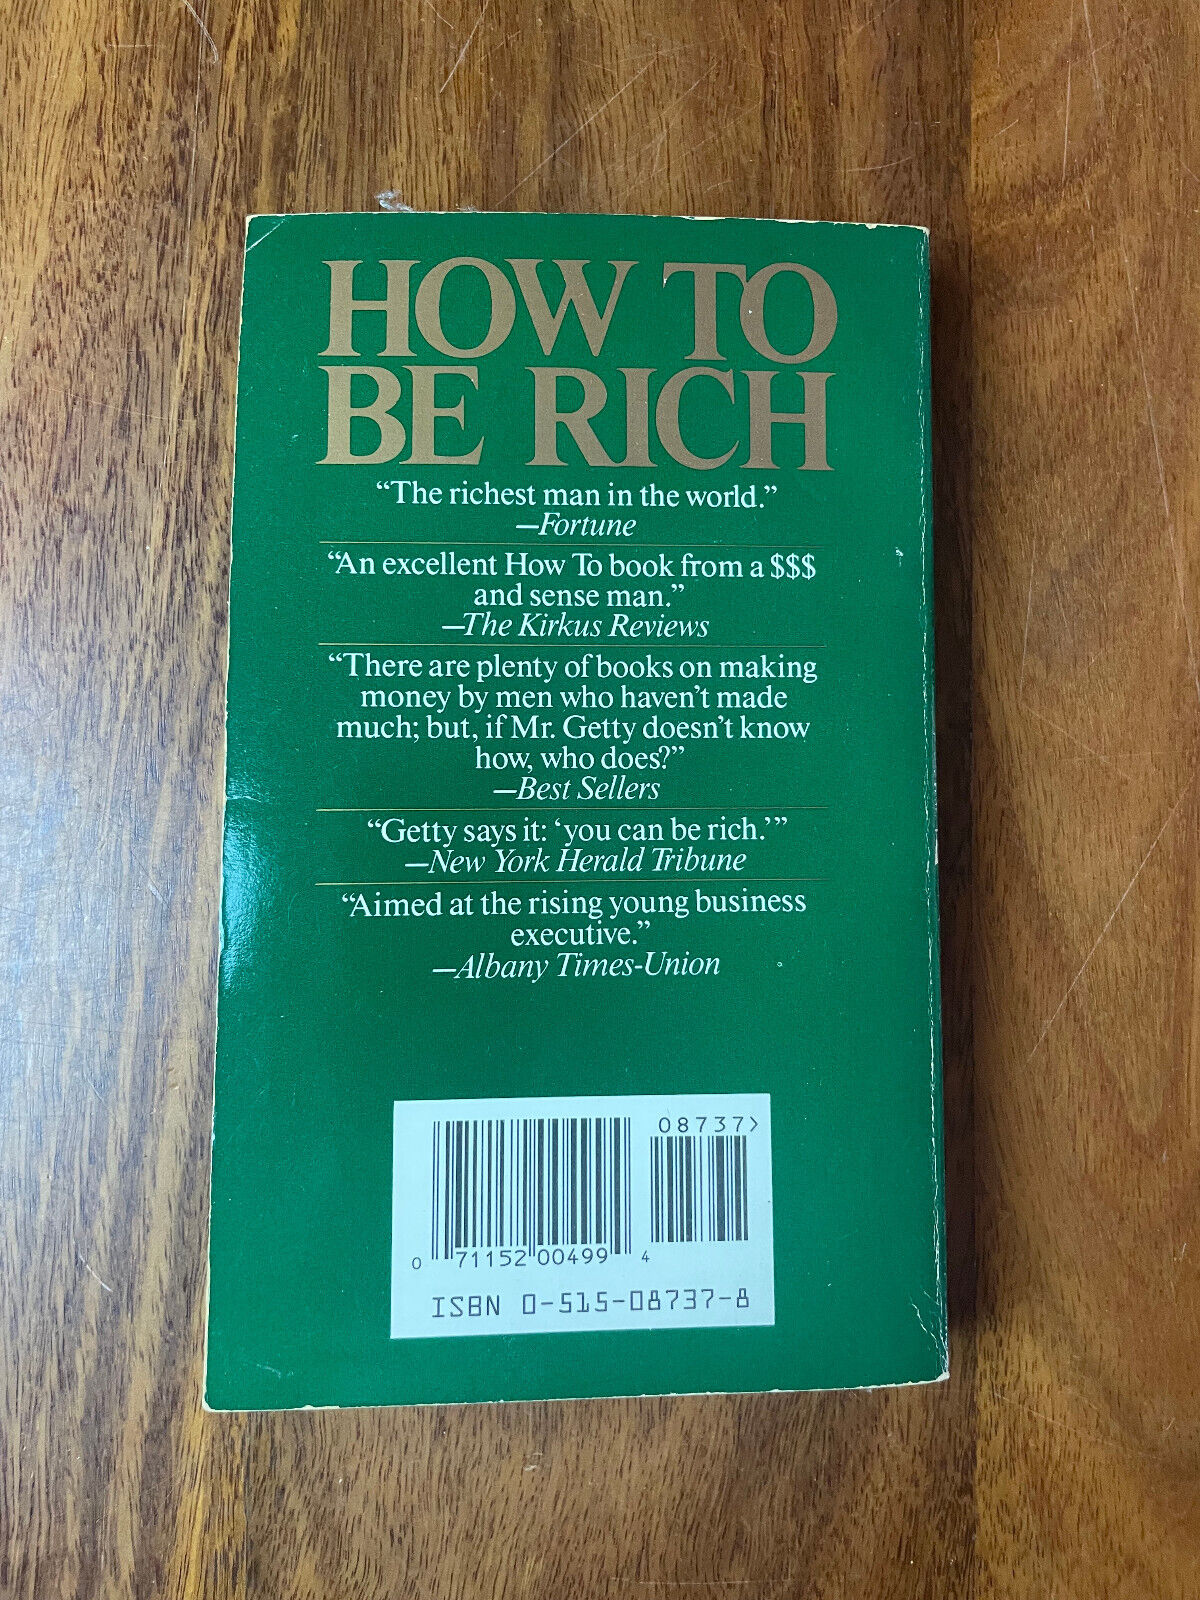 HOW TO
BE RICH
“The richest man in the world.”
—Fortune
“An excellent How To book from a $$$
and sense man.”
—The Kirkus Reviews
“There are plenty of books on making
money by men who haven’t made
much; but, if Mr. Getty doesn’t know
how, who does?”
—Best Sellers
“Getty says it: ‘you can be rich.’”
—New York Herald Tribune
“Aimed at the rising young business
executive.”
—Albany Times-Union
08737>
0 71152 00499 4
ISBN 0-515-08737-8